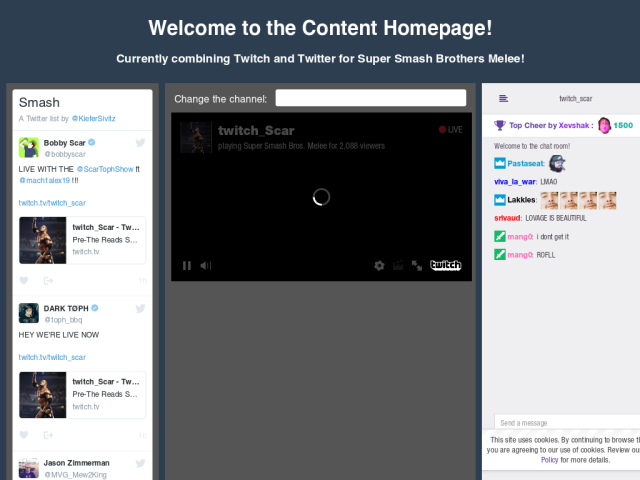 Welcome to the Content Homepage!
Currently combining Twitch and Twitter for Super Smash Brothers Melee!
Smash
A Twitter list by @KieferSivitz
Bobby Scar
@bobbyscar
LIVE WITH THE @ScarTophShow ft
@mach1alex19 !!!
twitch.tv/twitch_scar
twitch_Scar - Tw...
Pre-The Reads S...
twitch.tv
1h
DARK TØPH
@toph_bbq
HEY WE'RE LIVE NOW
twitch.tv/twitch_scar
twitch_Scar - Tw...
Pre-The Reads S...
twitch.tv
1h
Jason Zimmerman
@MVG_Mew2King
Change the channel:
twitch_Scar
LIVE
playing Super Smash Bros. Melee for 2,088 viewers
twitch
twitch_scar
Top Cheer by Xevshak : 1500
Welcome to the chat room!
Pastaseat:
viva_la_war: LMAO
Lakkles:
srivaud: LOVAGE IS BEAUTIFUL
mang0: i dont get it
mang0: ROFLL
Send a message
This site uses cookies. By continuing to browse th
you are agreeing to our use of cookies. Review ou
Policy for more details.